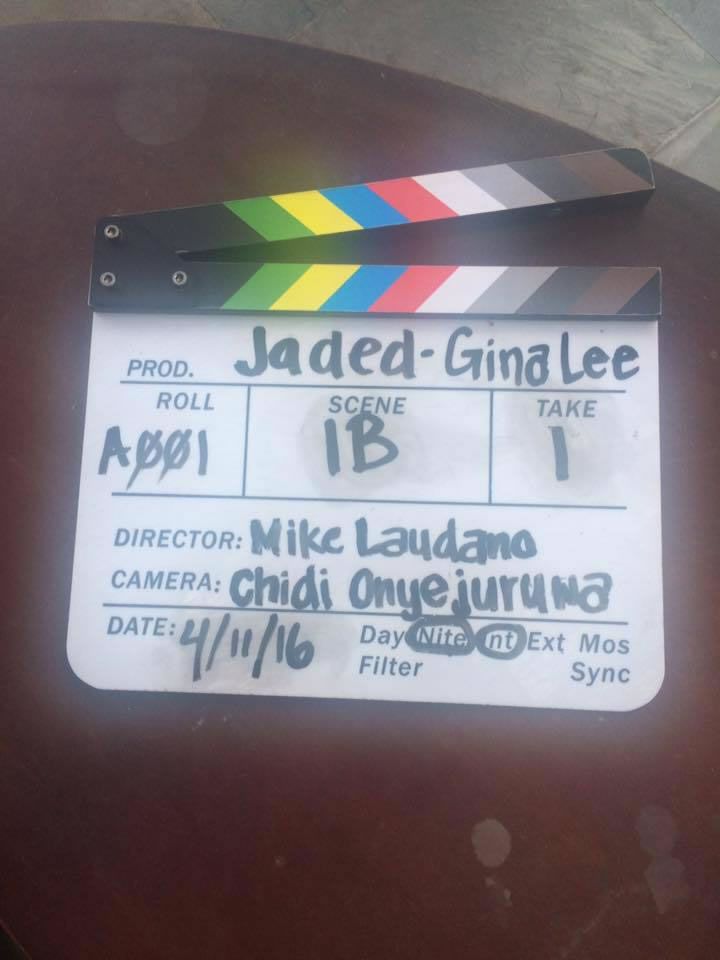 PROD. Jaded - Gina Lee
ROLL SCENE TAKE
AØØ1 1B 1
DIRECTOR: Mike Laudano
CAMERA: Chidi Onyejuruwa
DATE: 4/11/16 Day Nite Int Ext Mos
Filter Sync